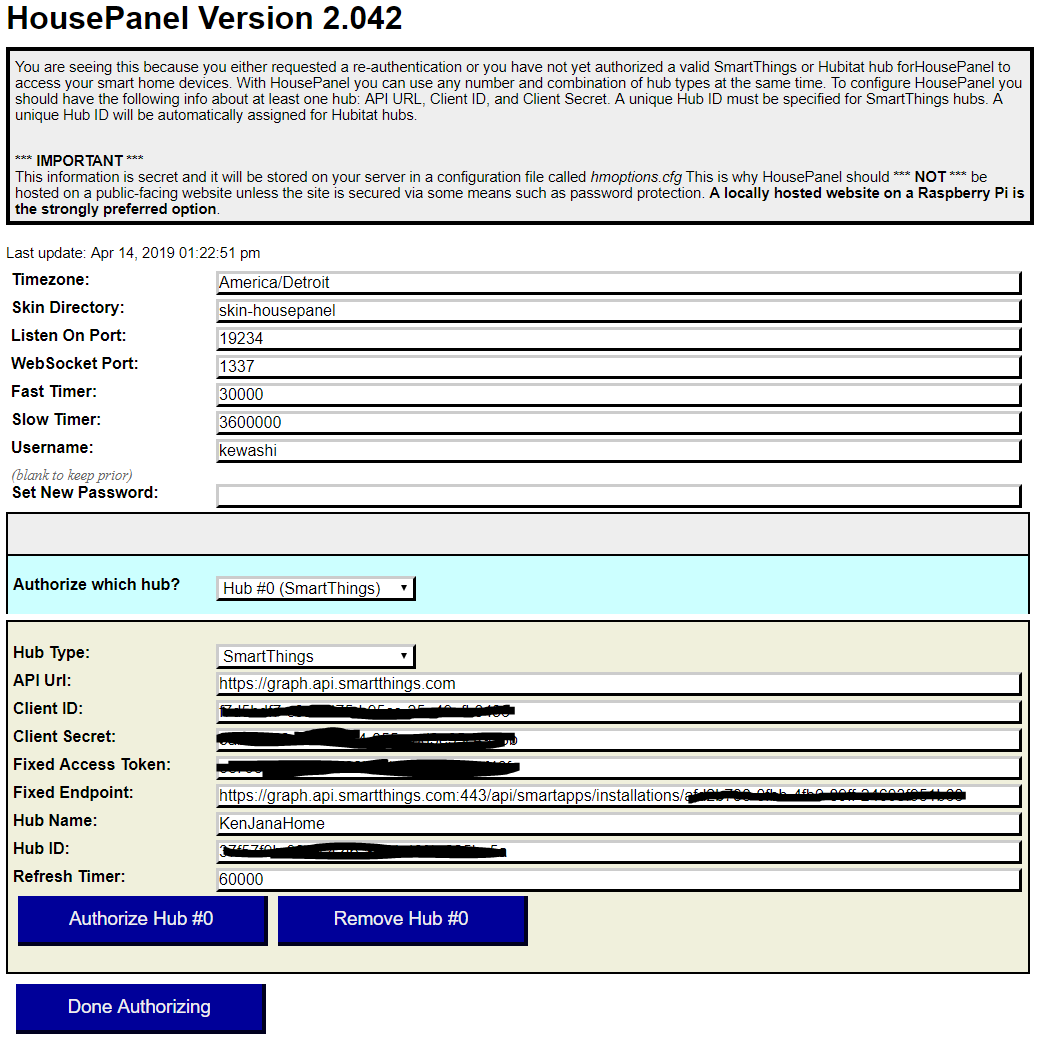 HousePanel Version 2.042
You are seeing this because you either requested a re-authentication or you have not yet authorized a valid SmartThings or Hubitat hub forHousePanel to
access your smart home devices. With HousePanel you can use any number and combination of hub types at the same time. To configure HousePanel you
should have the following info about at least one hub: API URL, Client ID, and Client Secret. A unique Hub ID must be specified for SmartThings hubs. A
unique Hub ID will be automatically assigned for Hubitat hubs.
*** IMPORTANT ***
This information is secret and it will be stored on your server in a configuration file called hmoptions.cfg This is why HousePanel should *** NOT *** be
hosted on a public-facing website unless the site is secured via some means such as password protection. A locally hosted website on a Raspberry Pi is
the strongly preferred option.
Last update: Apr 14, 2019 01:22:51 pm
Timezone: America/Detroit
Skin Directory: skin-housepanel
Listen On Port: 19234
WebSocket Port: 1337
Fast Timer: 30000
Slow Timer: 3600000
Username: kewashi
(blank to keep prior)
Set New Password:
Authorize which hub? Hub #0 (SmartThings)
Hub Type: SmartThings
API Url: https://graph.api.smartthings.com
Client ID:
Client Secret:
Fixed Access Token:
Fixed Endpoint: https://graph.api.smartthings.com:443/api/smartapps/installations/
Hub Name: KenJanaHome
Hub ID:
Refresh Timer: 60000
Authorize Hub #0 Remove Hub #0
Done Authorizing